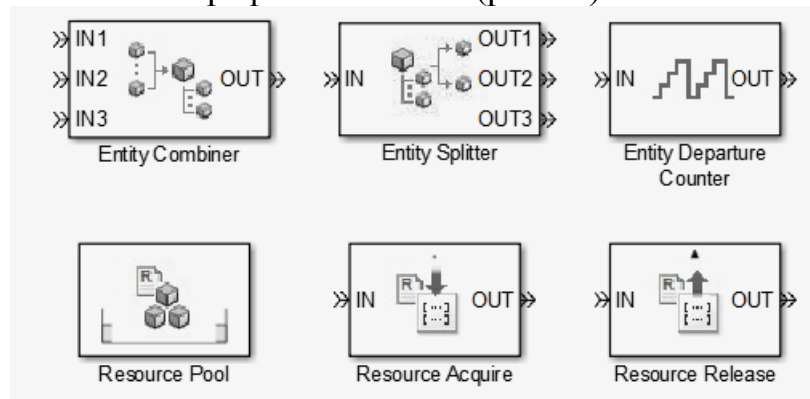 IN1
IN2
IN3
OUT
Entity Combiner
IN
OUT1
OUT2
OUT3
Entity Splitter
IN
OUT
Entity Departure
Counter
R
Resource Pool
IN
R
OUT
Resource Acquire
IN
R
OUT
Resource Release